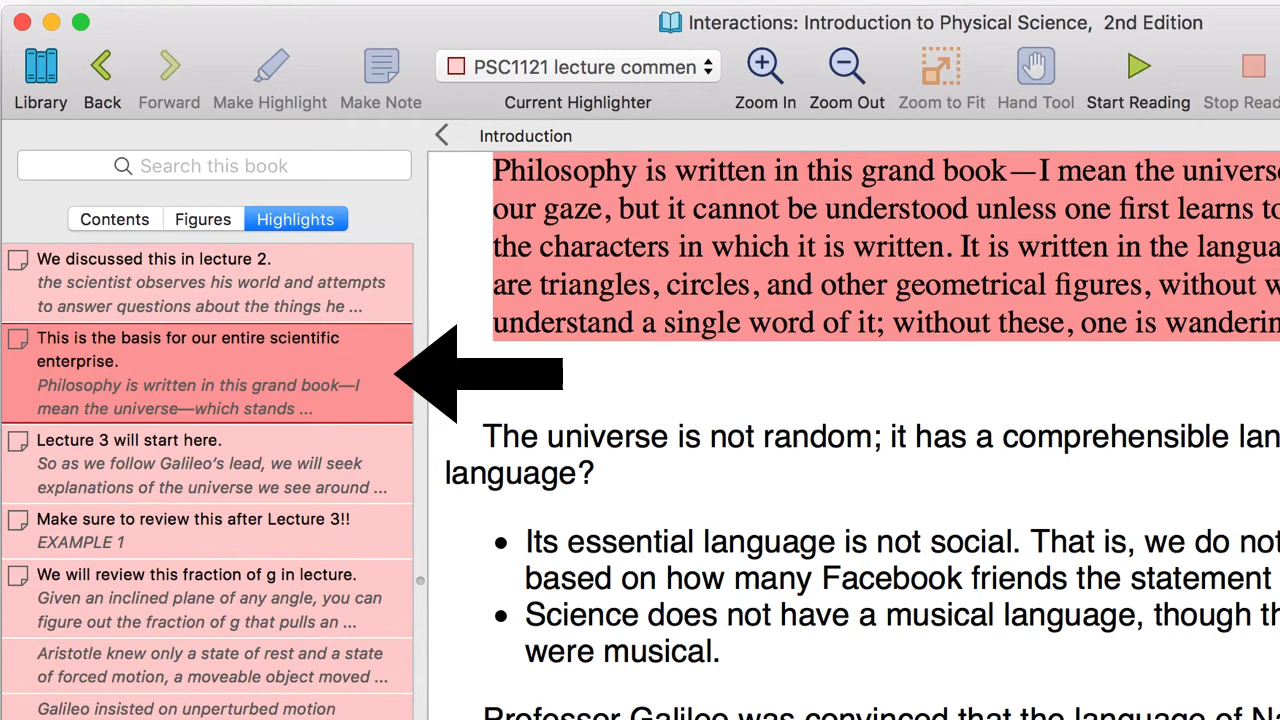 Interactions: Introduction to Physical Science, 2nd Edition
Library Back Forward Make Highlight Make Note PSC1121 lecture commen Current Highlighter Zoom In Zoom Out Zoom to Fit Hand Tool Start Reading Stop Read
Introduction
Search this book
Contents Figures Highlights
We discussed this in lecture 2.
the scientist observes his world and attempts
to answer questions about the things he ...
This is the basis for our entire scientific
enterprise.
Philosophy is written in this grand book—I
mean the universe—which stands ...
Lecture 3 will start here.
So as we follow Galileo's lead, we will seek
explanations of the universe we see around ...
Make sure to review this after Lecture 3!!
EXAMPLE 1
We will review this fraction of g in lecture.
Given an inclined plane of any angle, you can
figure out the fraction of g that pulls an ...
Aristotle knew only a state of rest and a state
of forced motion, a moveable object moved ...
Galileo insisted on unperturbed motion
Philosophy is written in this grand book—I mean the universe
our gaze, but it cannot be understood unless one first learns to
the characters in which it is written. It is written in the langua
are triangles, circles, and other geometrical figures, without w
understand a single word of it; without these, one is wanderin
The universe is not random; it has a comprehensible lan
language?
• Its essential language is not social. That is, we do not
based on how many Facebook friends the statement
• Science does not have a musical language, though th
were musical.
Professor Galileo was convinced that the language of Na